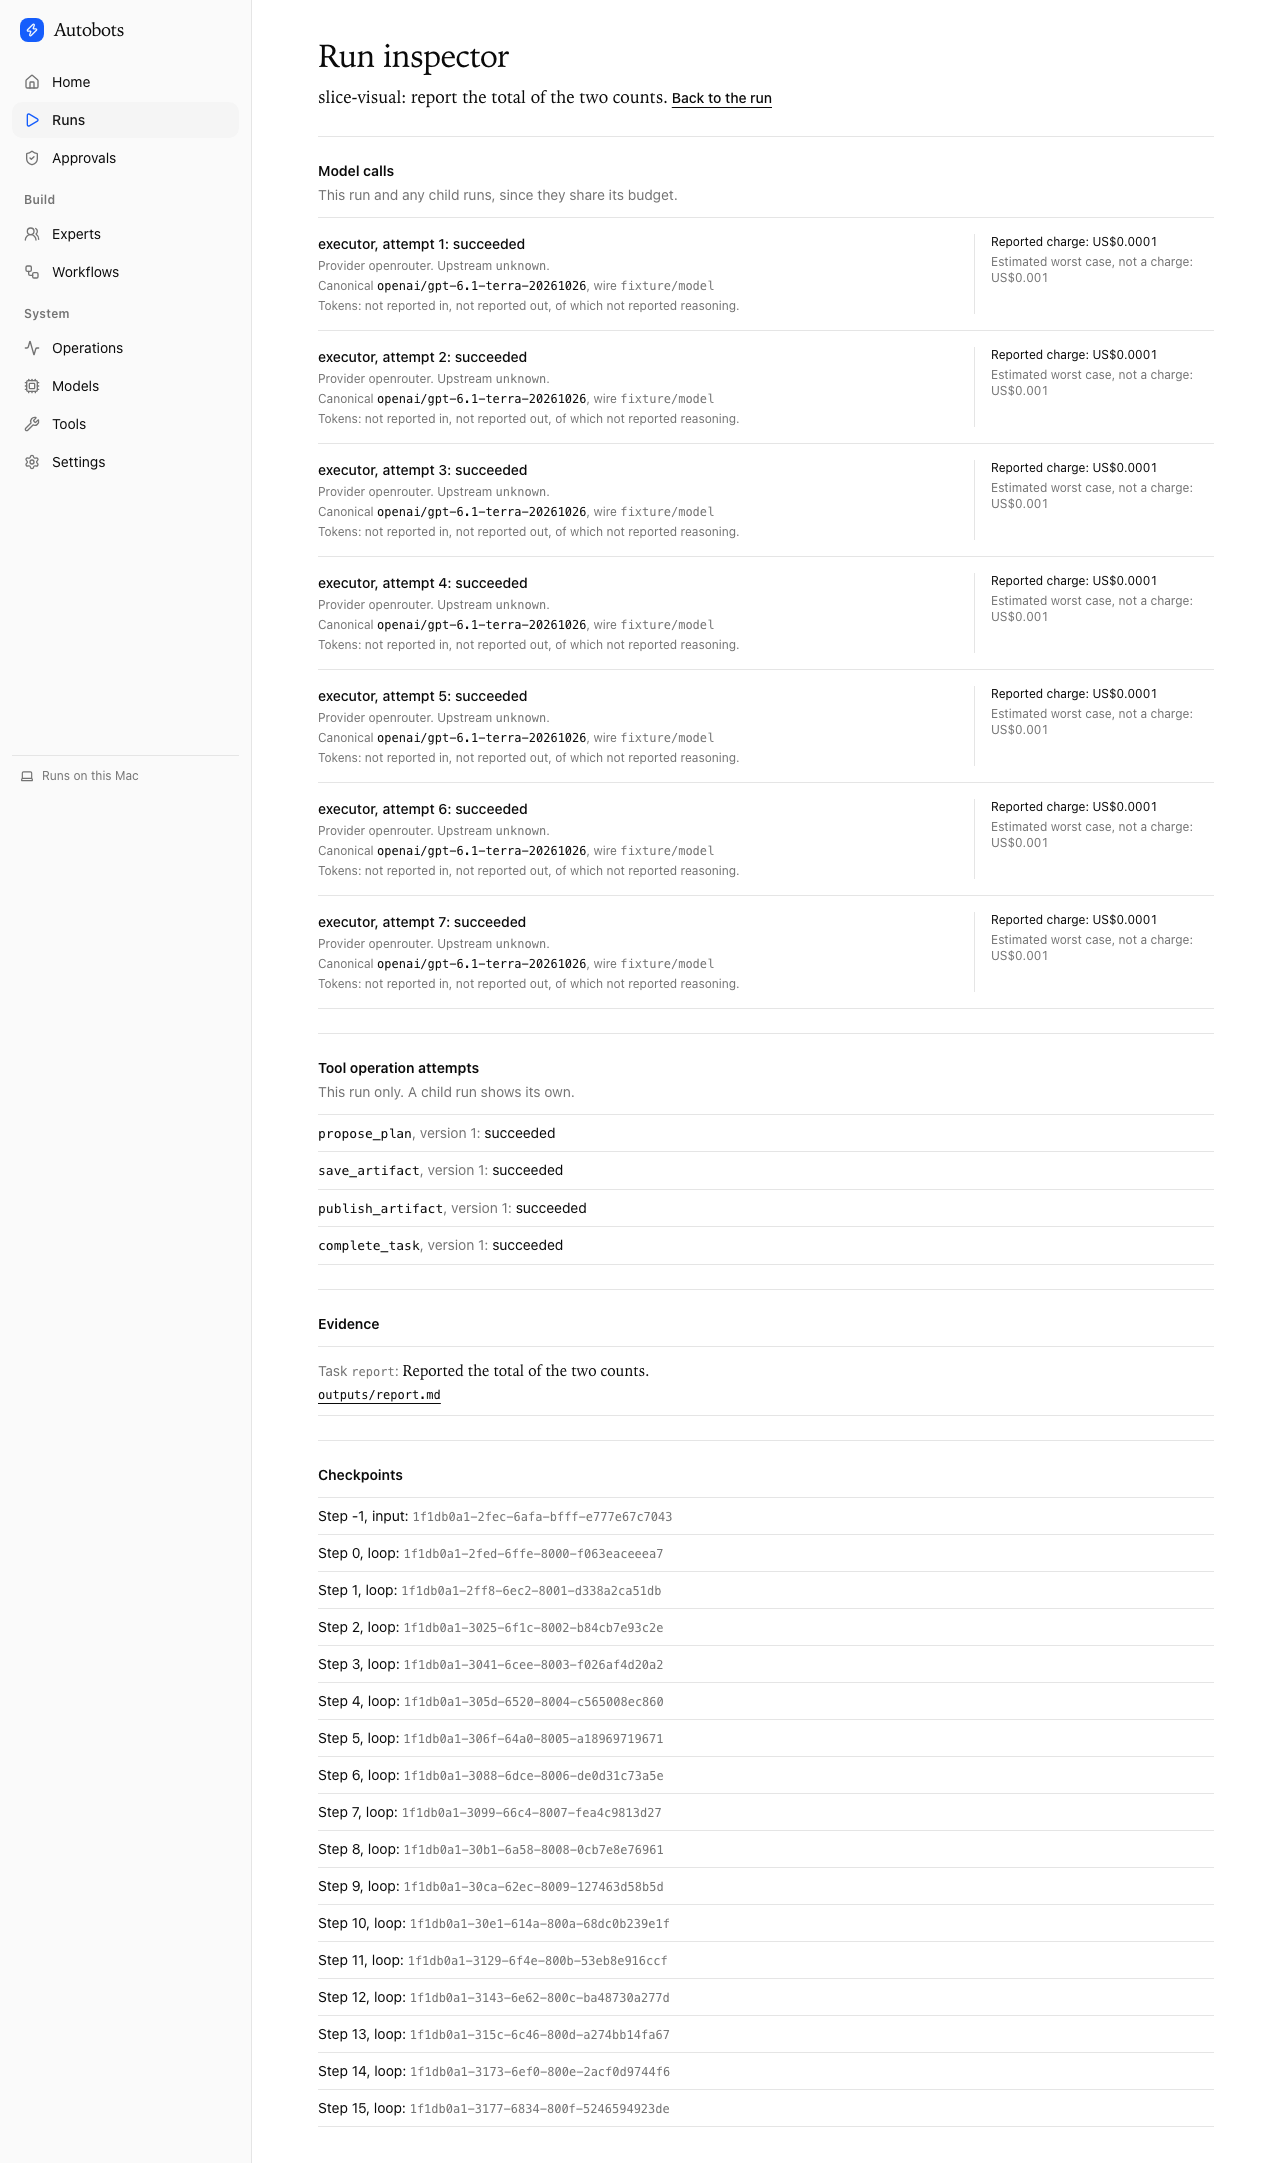 Autobots
Home
Runs
Approvals
Build
Experts
Workflows
System
Operations
Models
Tools
Settings
Runs on this Mac
Run inspector
slice-visual: report the total of the two counts. Back to the run
Model calls
This run and any child runs, since they share its budget.
executor, attempt 1: succeeded
Provider openrouter. Upstream unknown.
Canonical openai/gpt-6.1-terra-20261026, wire fixture/model
Tokens: not reported in, not reported out, of which not reported reasoning.
Reported charge: US$0.0001
Estimated worst case, not a charge:
US$0.001
executor, attempt 2: succeeded
Provider openrouter. Upstream unknown.
Canonical openai/gpt-6.1-terra-20261026, wire fixture/model
Tokens: not reported in, not reported out, of which not reported reasoning.
Reported charge: US$0.0001
Estimated worst case, not a charge:
US$0.001
executor, attempt 3: succeeded
Provider openrouter. Upstream unknown.
Canonical openai/gpt-6.1-terra-20261026, wire fixture/model
Tokens: not reported in, not reported out, of which not reported reasoning.
Reported charge: US$0.0001
Estimated worst case, not a charge:
US$0.001
executor, attempt 4: succeeded
Provider openrouter. Upstream unknown.
Canonical openai/gpt-6.1-terra-20261026, wire fixture/model
Tokens: not reported in, not reported out, of which not reported reasoning.
Reported charge: US$0.0001
Estimated worst case, not a charge:
US$0.001
executor, attempt 5: succeeded
Provider openrouter. Upstream unknown.
Canonical openai/gpt-6.1-terra-20261026, wire fixture/model
Tokens: not reported in, not reported out, of which not reported reasoning.
Reported charge: US$0.0001
Estimated worst case, not a charge:
US$0.001
executor, attempt 6: succeeded
Provider openrouter. Upstream unknown.
Canonical openai/gpt-6.1-terra-20261026, wire fixture/model
Tokens: not reported in, not reported out, of which not reported reasoning.
Reported charge: US$0.0001
Estimated worst case, not a charge:
US$0.001
executor, attempt 7: succeeded
Provider openrouter. Upstream unknown.
Canonical openai/gpt-6.1-terra-20261026, wire fixture/model
Tokens: not reported in, not reported out, of which not reported reasoning.
Reported charge: US$0.0001
Estimated worst case, not a charge:
US$0.001
Tool operation attempts
This run only. A child run shows its own.
propose_plan, version 1: succeeded
save_artifact, version 1: succeeded
publish_artifact, version 1: succeeded
complete_task, version 1: succeeded
Evidence
Task report: Reported the total of the two counts.
outputs/report.md
Checkpoints
Step -1, input: 1f1db0a1-2fec-6afa-bfff-e777e67c7043
Step 0, loop: 1f1db0a1-2fed-6ffe-8000-f063eaceeea7
Step 1, loop: 1f1db0a1-2ff8-6ec2-8001-d338a2ca51db
Step 2, loop: 1f1db0a1-3025-6f1c-8002-b84cb7e93c2e
Step 3, loop: 1f1db0a1-3041-6cee-8003-f026af4d20a2
Step 4, loop: 1f1db0a1-305d-6520-8004-c565008ec860
Step 5, loop: 1f1db0a1-306f-64a0-8005-a18969719671
Step 6, loop: 1f1db0a1-3088-6dce-8006-de0d31c73a5e
Step 7, loop: 1f1db0a1-3099-66c4-8007-fea4c9813d27
Step 8, loop: 1f1db0a1-30b1-6a58-8008-0cb7e8e76961
Step 9, loop: 1f1db0a1-30ca-62ec-8009-127463d58b5d
Step 10, loop: 1f1db0a1-30e1-614a-800a-68dc0b239e1f
Step 11, loop: 1f1db0a1-3129-6f4e-800b-53eb8e916ccf
Step 12, loop: 1f1db0a1-3143-6e62-800c-ba48730a277d
Step 13, loop: 1f1db0a1-315c-6c46-800d-a274bb14fa67
Step 14, loop: 1f1db0a1-3173-6ef0-800e-2acf0d9744f6
Step 15, loop: 1f1db0a1-3177-6834-800f-5246594923de